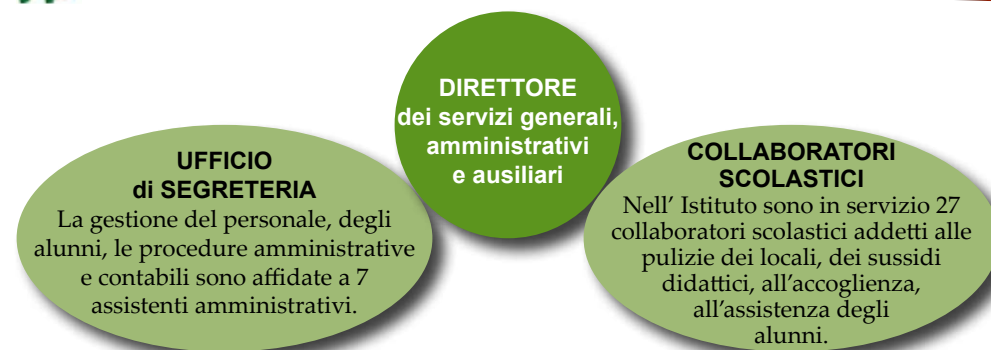 DIRETTORE
dei servizi generali,
amministrativi
e ausiliari
UFFICIO
di SEGRETERIA
La gestione del personale, degli
alunni, le procedure amministrative
e contabili sono affidate a 7
assistenti amministrativi.
COLLABORATORI
SCOLASTICI
Nell' Istituto sono in servizio 27
collaboratori scolastici addetti alle
pulizie dei locali, dei sussidi
didattici, all'accoglienza,
all'assistenza degli
alunni.